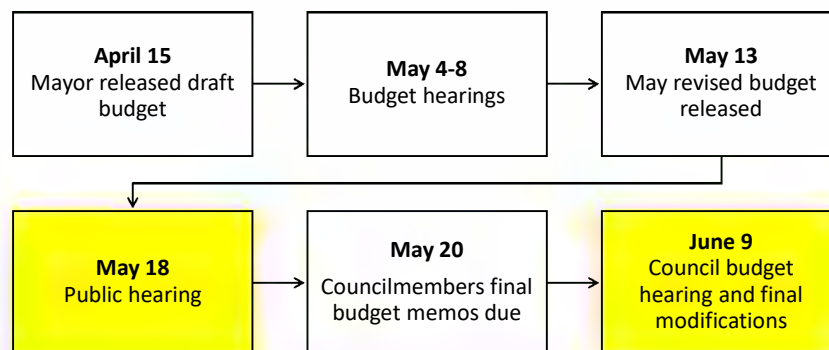 April 15
Mayor released draft
budget
May 4-8
Budget hearings
May 13
May revised budget
released
May 18
Public hearing
May 20
Councilmembers final
budget memos due
June 9
Council budget
hearing and final
modifications